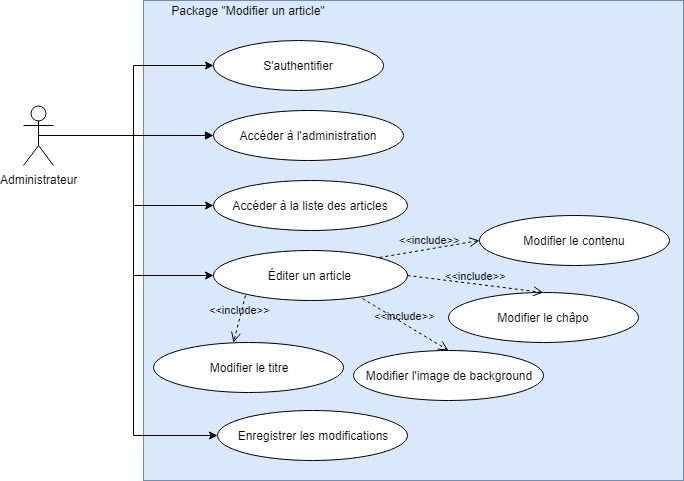 Package "Modifier un article"
S'authentifier
Accéder à l'administration
Administrateur
Accéder à la liste des articles
<<include>>
Modifier le contenu
Éditer un article
<<include>>
<<include>>
<<include>>
Modifier le châpo
Modifier le titre
Modifier l'image de background
Enregistrer les modifications